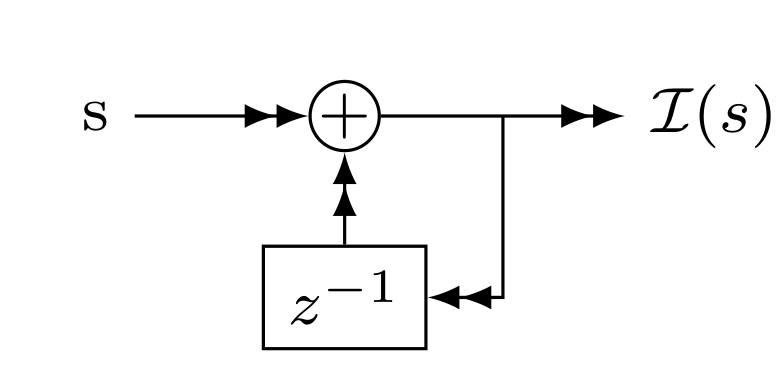 s + 𝓘(s)
z⁻¹